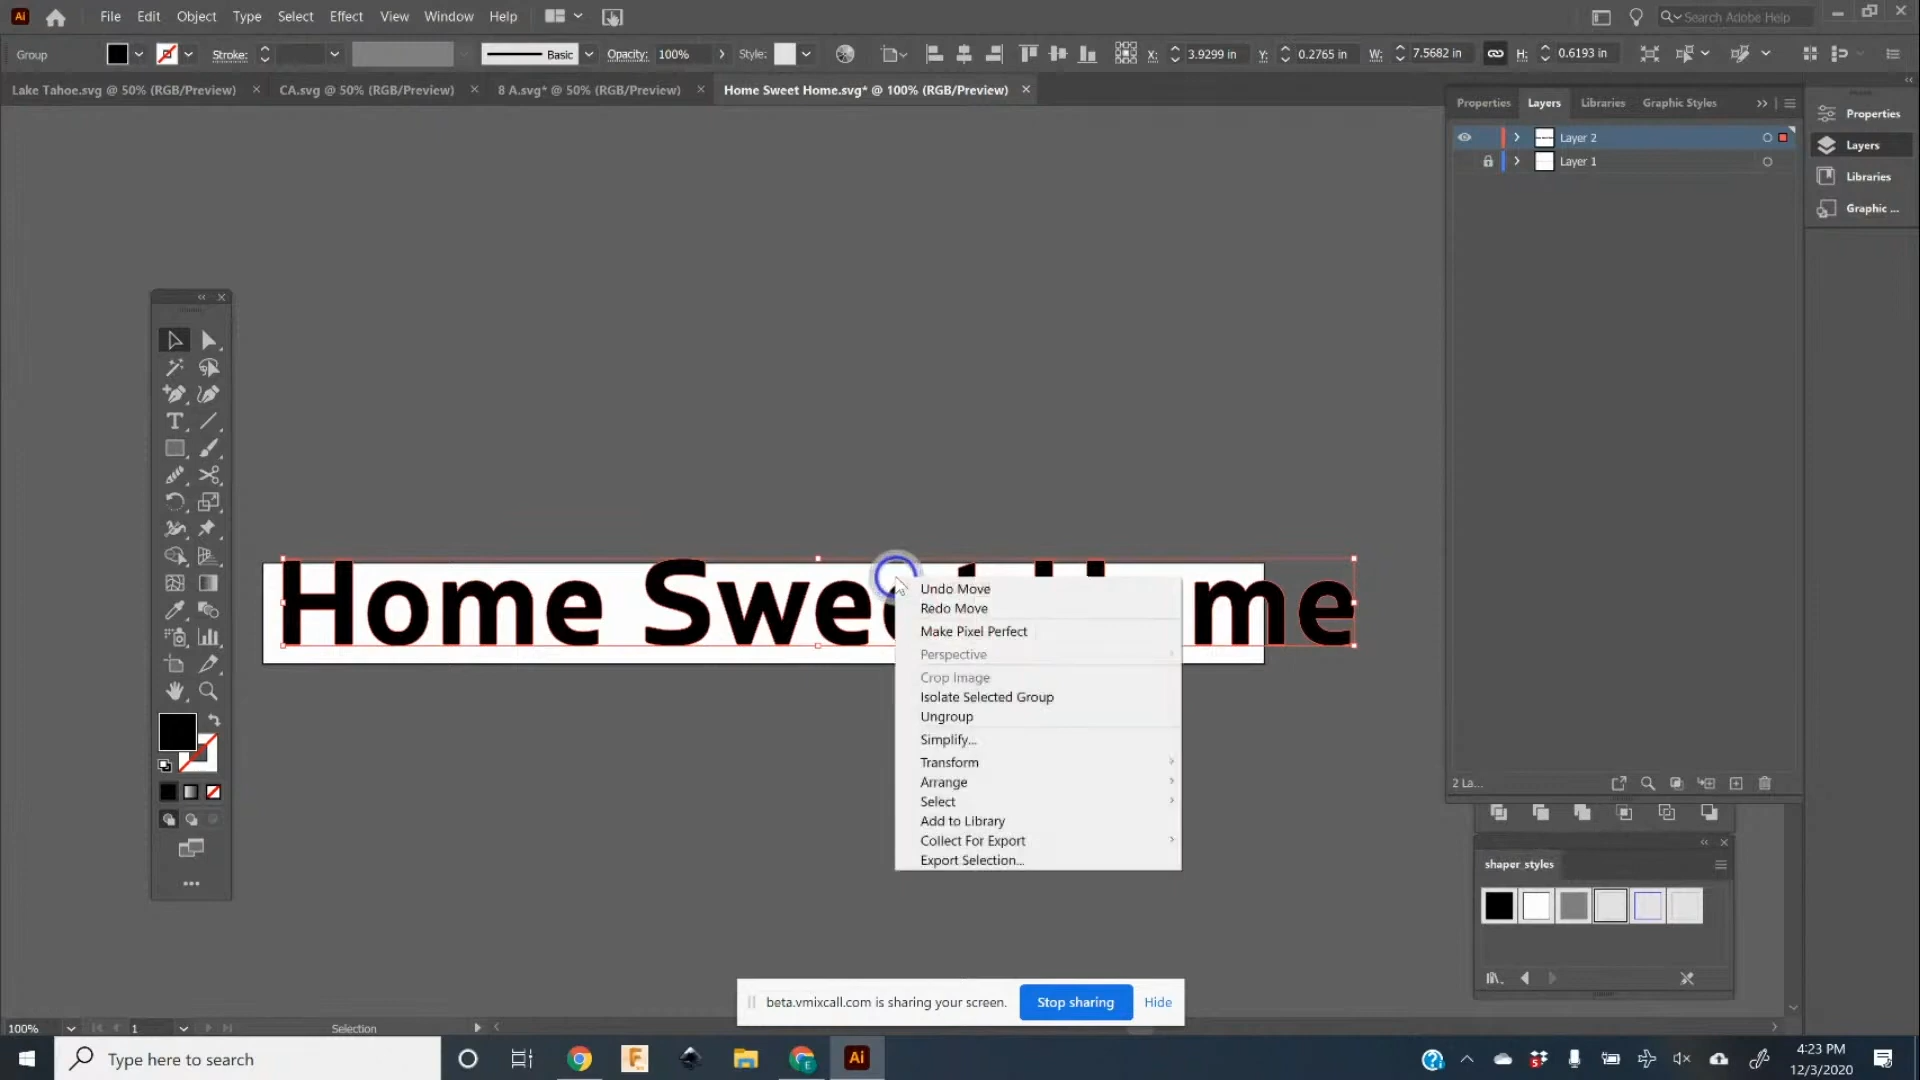 Ai File Edit Object Type Select Effect View Window Help Search Adobe Help
Group Stroke: Basic Opacity: 100% Style: X: 3.9299 in Y: 0.2765 in W: 7.5682 in H: 0.6193 in
Lake Tahoe.svg @ 50% (RGB/Preview) × CA.svg @ 50% (RGB/Preview) × 8 A.svg* @ 50% (RGB/Preview) × Home Sweet Home.svg* @ 100% (RGB/Preview) ×
Properties Layers Libraries Graphic Styles
Layer 2
Layer 1
Properties
Layers
Libraries
Graphic ...
Home Swee me
Undo Move
Redo Move
Make Pixel Perfect
Perspective
Crop Image
Isolate Selected Group
Ungroup
Simplify...
Transform
Arrange
Select
Add to Library
Collect For Export
Export Selection...
2 La...
shaper styles
beta.vmixcall.com is sharing your screen. Stop sharing Hide
100% 1 Selection
Type here to search
Ai
4:23 PM
12/3/2020